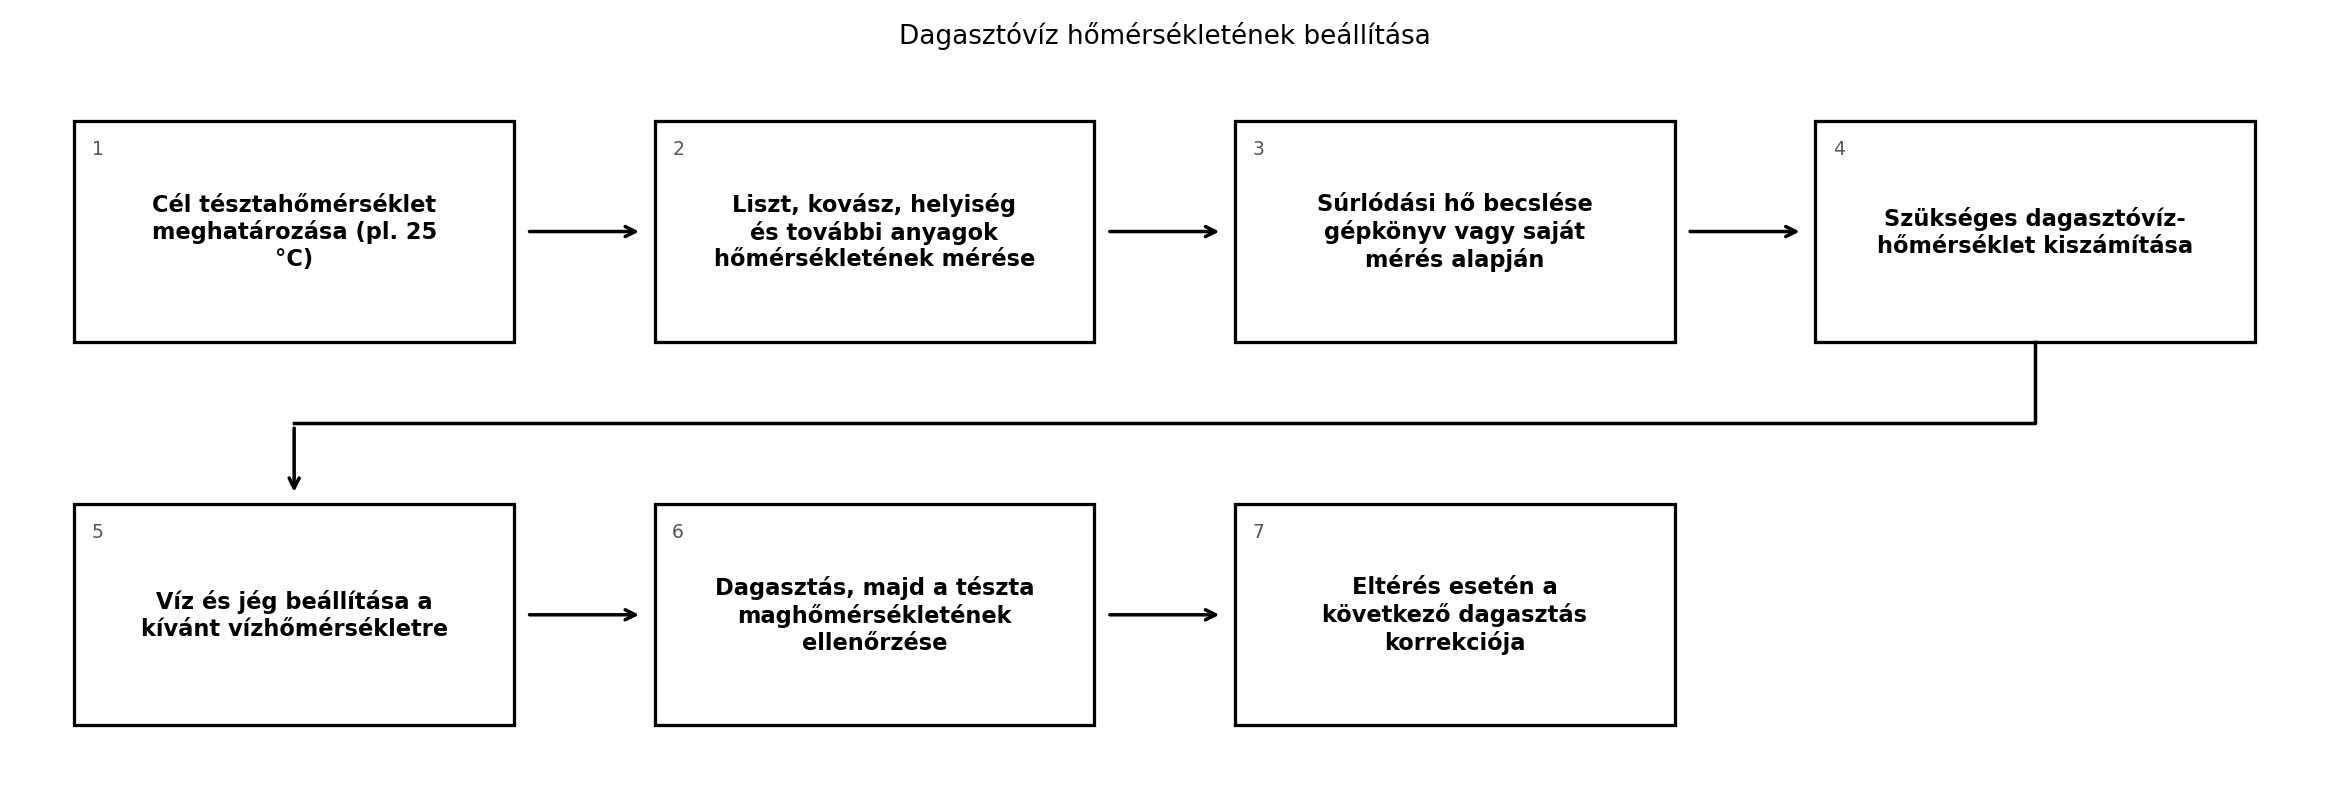 Dagasztóvíz hőmérsékletének beállítása
1
Cél tésztahőmérséklet
meghatározása (pl. 25
°C)
2
Liszt, kovász, helyiség
és további anyagok
hőmérsékletének mérése
3
Súrlódási hő becslése
gépkönyv vagy saját
mérés alapján
4
Szükséges dagasztóvíz-
hőmérséklet kiszámítása
5
Víz és jég beállítása a
kívánt vízhőmérsékletre
6
Dagasztás, majd a tészta
maghőmérsékletének
ellenőrzése
7
Eltérés esetén a
következő dagasztás
korrekciója